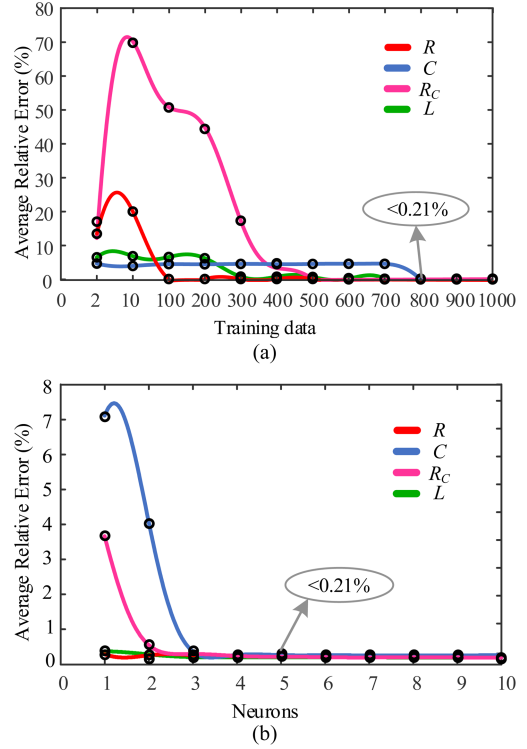 80
70
60
50
40
30
20
10
0
Average Relative Error (%)
R
C
R_C
L
<0.21%
0 2 10 100 200 300 400 500 600 700 800 900 1000
Training data
(a)
8
7
6
5
4
3
2
1
0
Average Relative Error (%)
R
C
R_C
L
<0.21%
0 1 2 3 4 5 6 7 8 9 10
Neurons
(b)